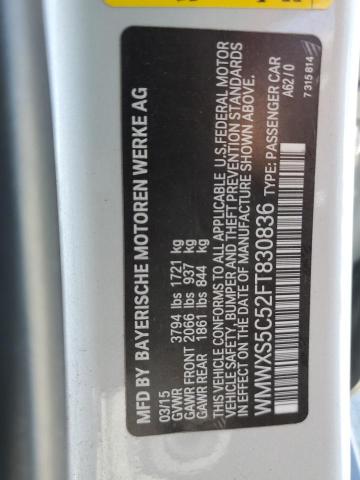 MFD BY BAYERISCHE MOTOREN WERKE AG
03/15
GVWR 3794 lbs 1721 kg
GAWR FRONT 2066 lbs 937 kg
GAWR REAR 1861 lbs 844 kg
THIS VEHICLE CONFORMS TO ALL APPLICABLE U.S.FEDERAL MOTOR
VEHICLE SAFETY, BUMPER AND THEFT PREVENTION STANDARDS
IN EFFECT ON THE DATE OF MANUFACTURE SHOWN ABOVE.
WMWXS5C52FT830836 TYPE: PASSENGER CAR
A62/0
7 315 814